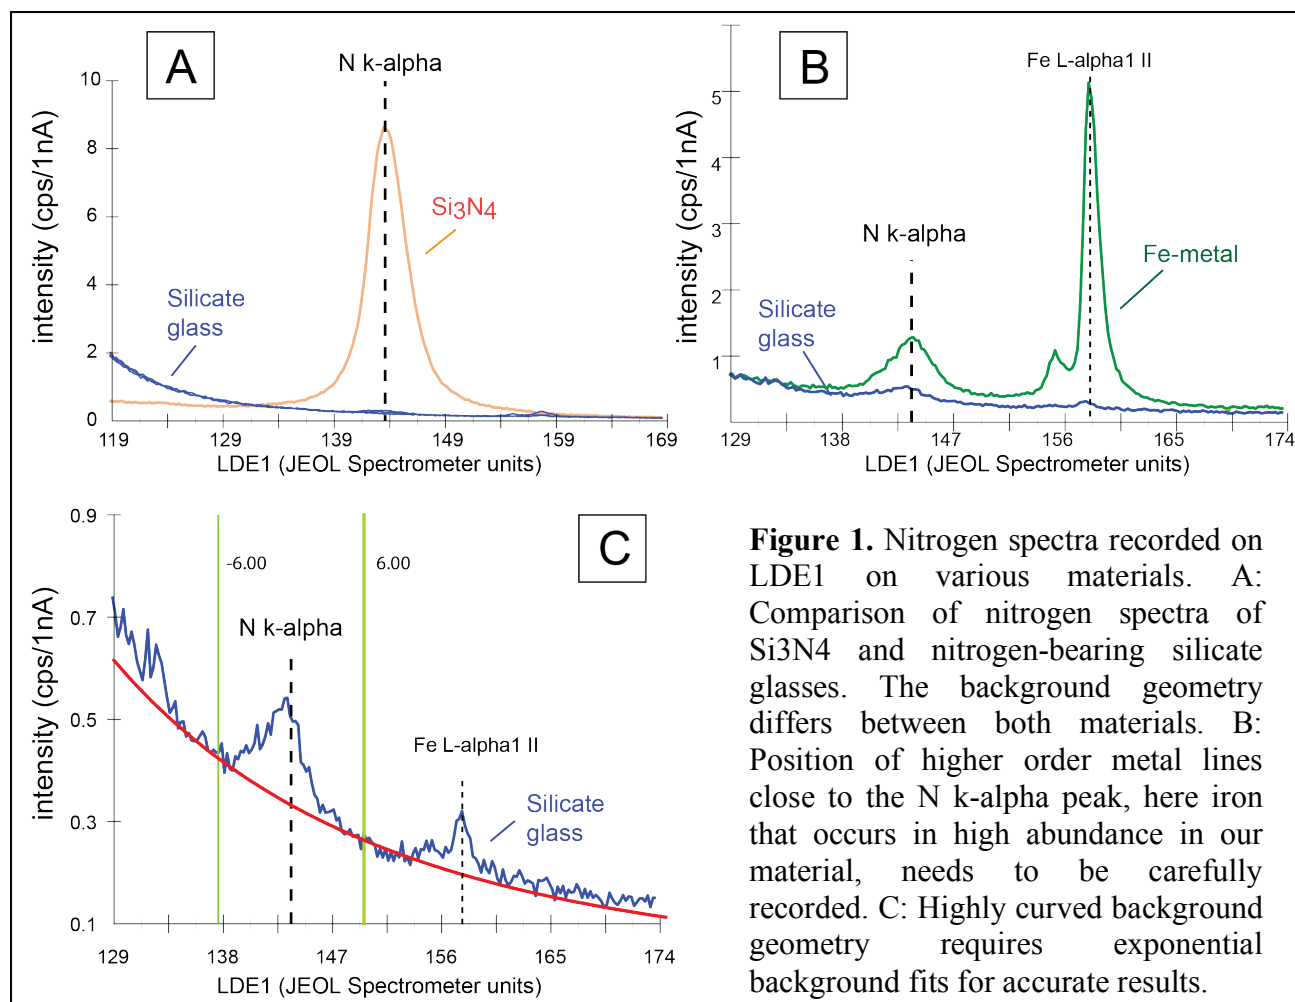 A
N k-alpha
intensity (cps/1nA)
10
8
6
4
2
0
Si3N4
Silicate
glass
119
129
139
149
159
169
LDE1 (JEOL Spectrometer units)
B
Fe L-alpha1 II
intensity (cps/1nA)
5
4
3
2
1
N k-alpha
Fe-metal
Silicate
glass
129
138
147
156
165
174
LDE1 (JEOL Spectrometer units)
C
intensity (cps/1nA)
0.9
0.7
0.5
0.3
0.1
-6.00
6.00
N k-alpha
Fe L-alpha1 II
Silicate
glass
129
138
147
156
165
174
LDE1 (JEOL Spectrometer units)
Figure 1. Nitrogen spectra recorded on
LDE1 on various materials. A:
Comparison of nitrogen spectra of
Si3N4 and nitrogen-bearing silicate
glasses. The background geometry
differs between both materials. B:
Position of higher order metal lines
close to the N k-alpha peak, here iron
that occurs in high abundance in our
material, needs to be carefully
recorded. C: Highly curved background
geometry requires exponential
background fits for accurate results.